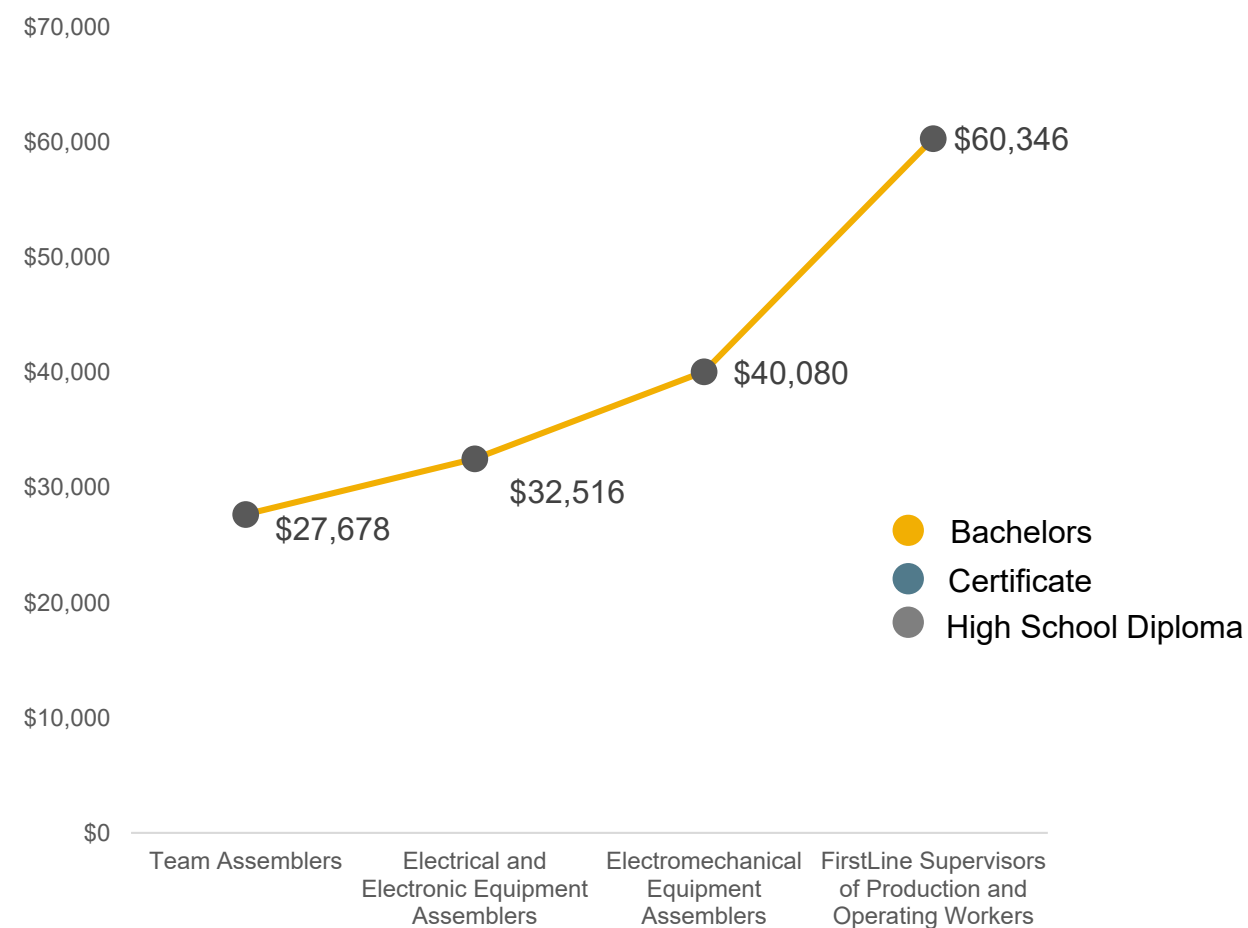 $70,000
$60,000
$50,000
$40,000
$30,000
$20,000
$10,000
$0
$60,346
$40,080
$32,516
$27,678
Bachelors
Certificate
High School Diploma
Team Assemblers
Electrical and
Electronic Equipment
Assemblers
Electromechanical
Equipment
Assemblers
FirstLine Supervisors
of Production and
Operating Workers